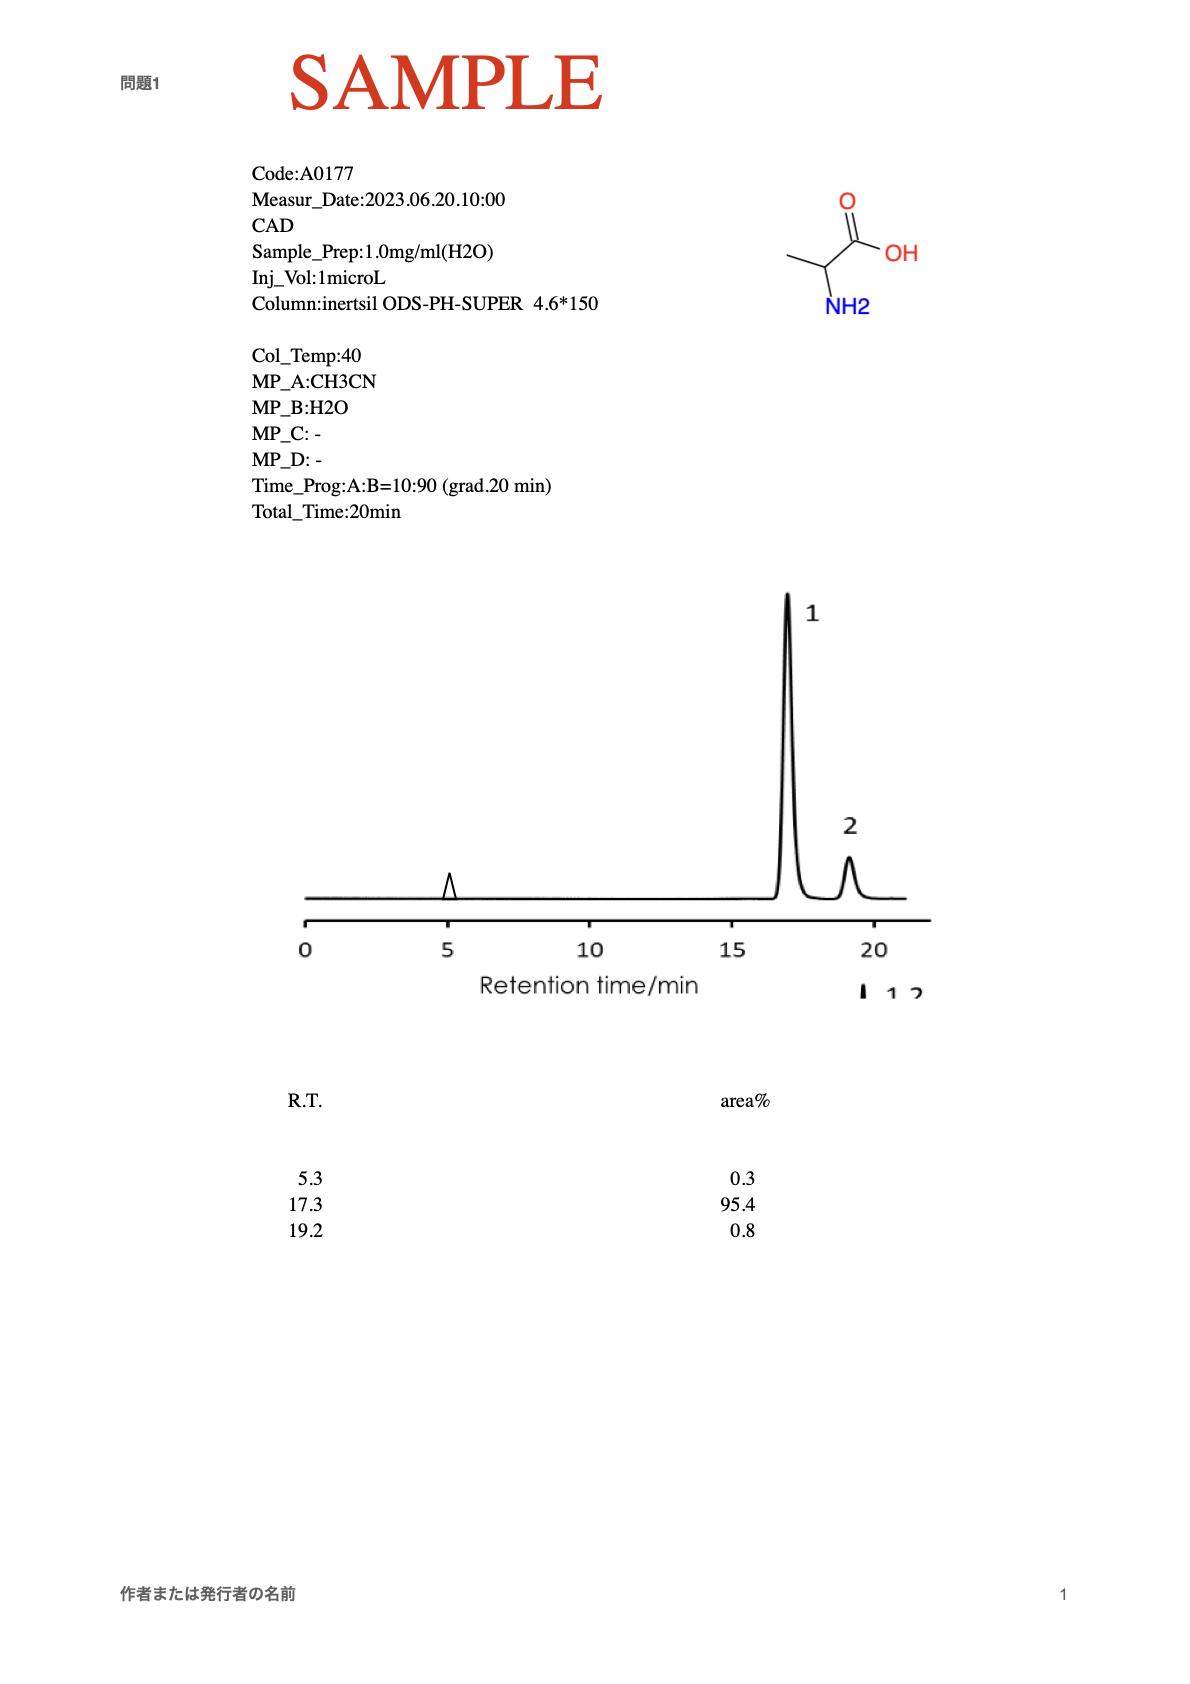 問題1
SAMPLE
Code:A0177
Measur_Date:2023.06.20.10:00
CAD
Sample_Prep:1.0mg/ml(H2O)
Inj_Vol:1microL
Column:inertsil ODS-PH-SUPER  4.6*150
O
OH
NH2
Col_Temp:40
MP_A:CH3CN
MP_B:H2O
MP_C: -
MP_D: -
Time_Prog:A:B=10:90 (grad.20 min)
Total_Time:20min
1
2
0 5 10 15 20
Retention time/min
1 2
R.T. area%
5.3 0.3
17.3 95.4
19.2 0.8
作者または発行者の名前 1